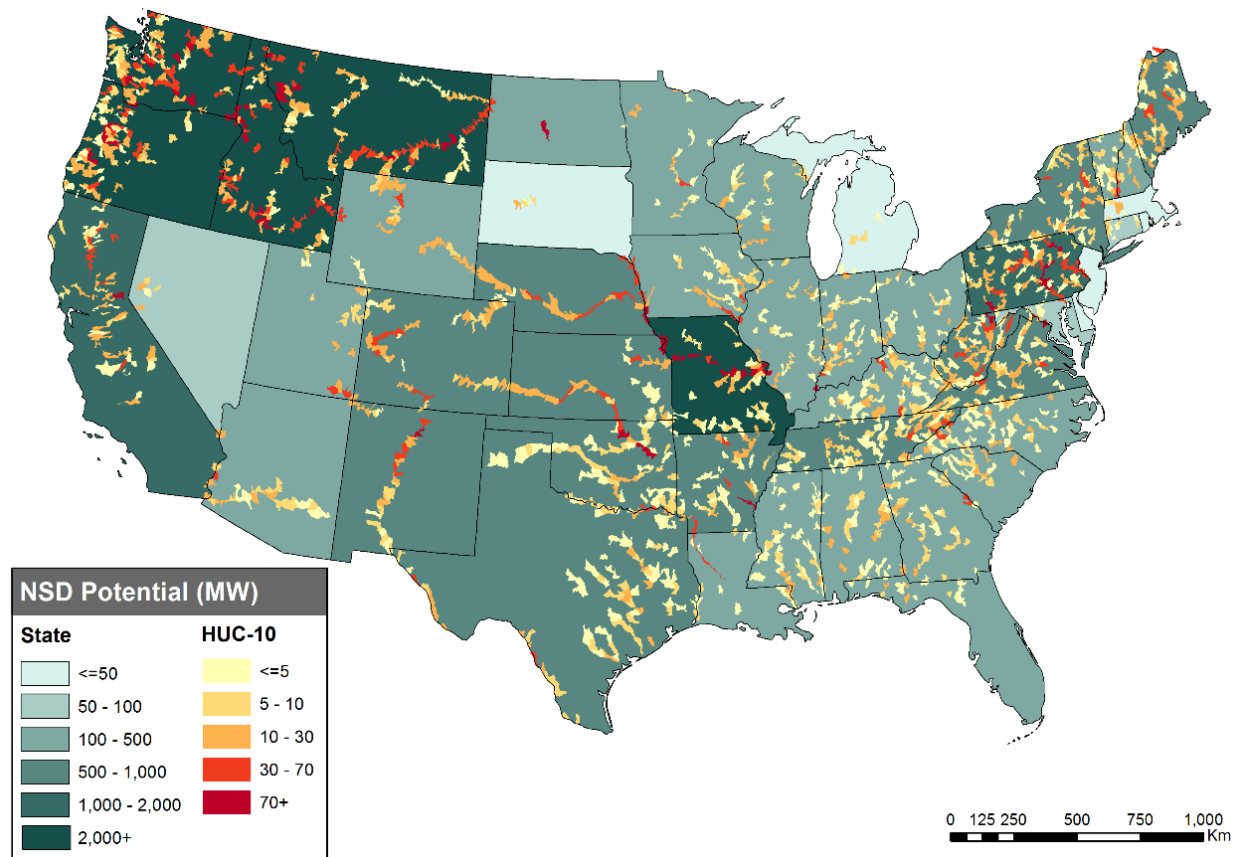 NSD Potential (MW)
State
HUC-10
<=50
<=5
50 - 100
5 - 10
100 - 500
10 - 30
500 - 1,000
30 - 70
1,000 - 2,000
70+
2,000+
0 125 250 500 750 1,000
Km